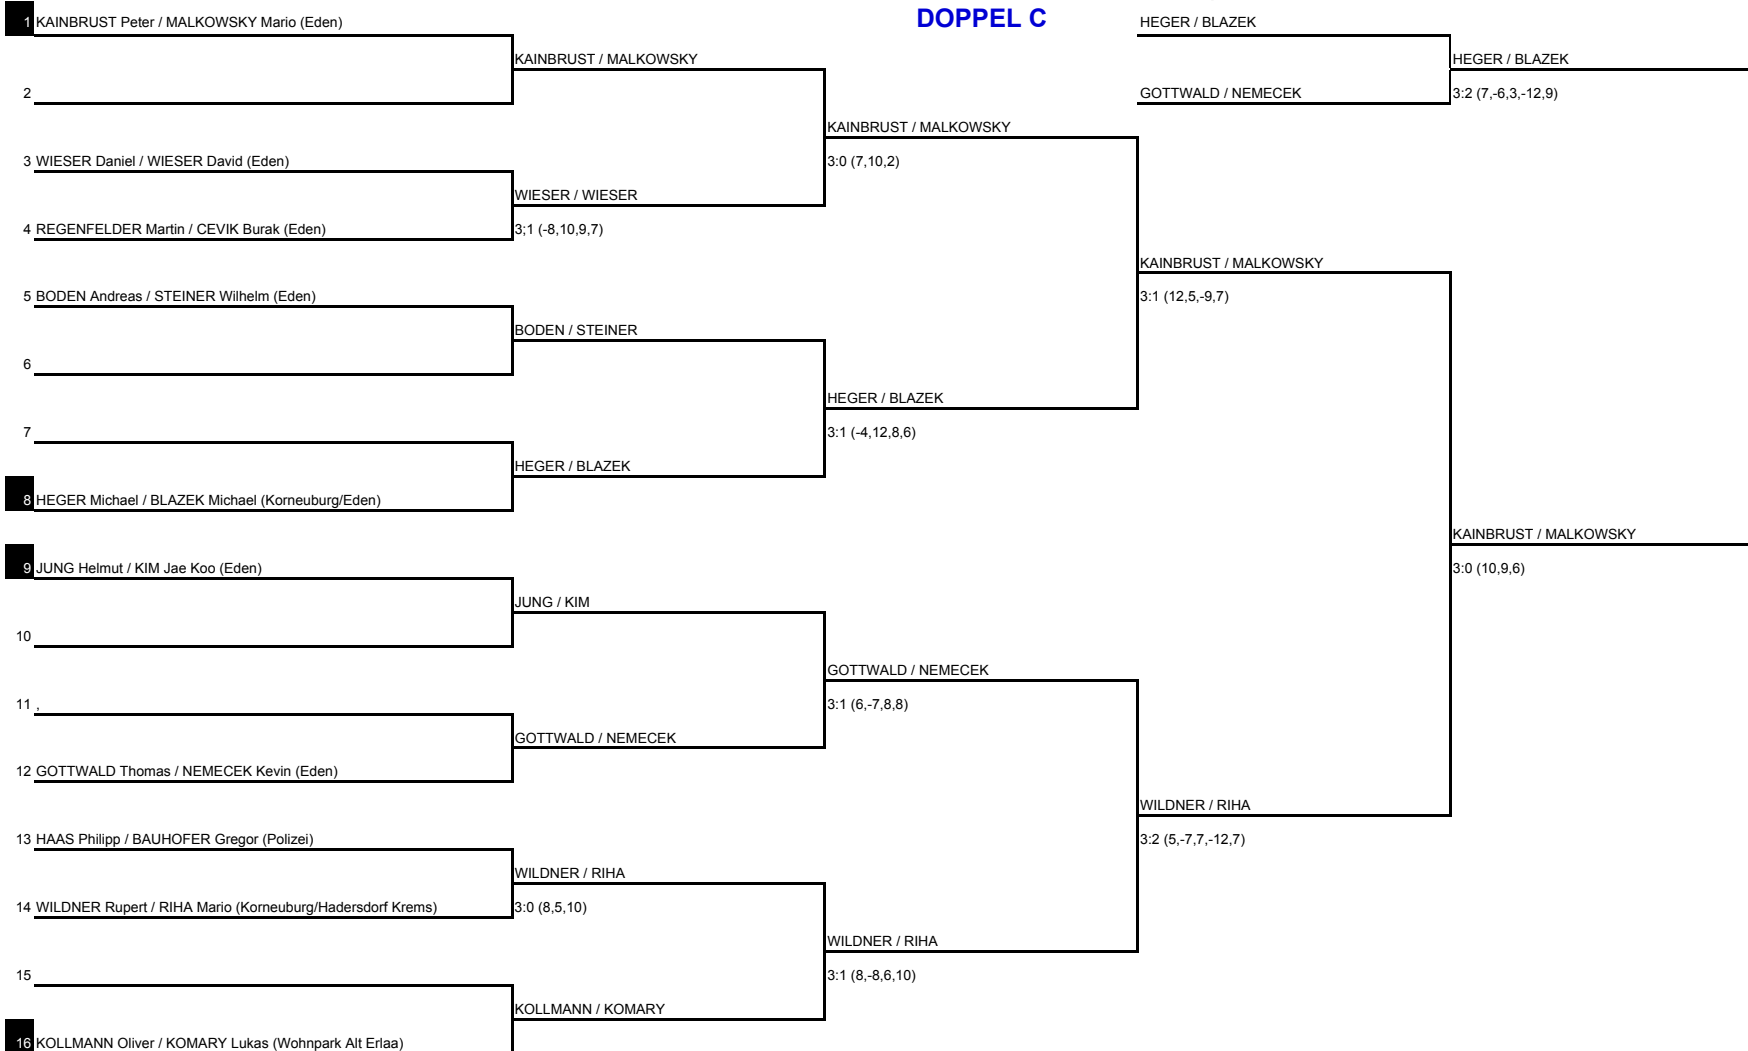 DOPPEL C
1 KAINBRUST Peter / MALKOWSKY Mario (Eden)
HEGER / BLAZEK
KAINBRUST / MALKOWSKY
HEGER / BLAZEK
2
GOTTWALD / NEMECEK
3:2 (7,-6,3,-12,9)
KAINBRUST / MALKOWSKY
3 WIESER Daniel / WIESER David (Eden)
3:0 (7,10,2)
WIESER / WIESER
4 REGENFELDER Martin / CEVIK Burak (Eden)
3;1 (-8,10,9,7)
KAINBRUST / MALKOWSKY
5 BODEN Andreas / STEINER Wilhelm (Eden)
3:1 (12,5,-9,7)
BODEN / STEINER
6
HEGER / BLAZEK
7
3:1 (-4,12,8,6)
HEGER / BLAZEK
8 HEGER Michael / BLAZEK Michael (Korneuburg/Eden)
KAINBRUST / MALKOWSKY
9 JUNG Helmut / KIM Jae Koo (Eden)
3:0 (10,9,6)
JUNG / KIM
10
GOTTWALD / NEMECEK
11 ,
3:1 (6,-7,8,8)
GOTTWALD / NEMECEK
12 GOTTWALD Thomas / NEMECEK Kevin (Eden)
WILDNER / RIHA
13 HAAS Philipp / BAUHOFER Gregor (Polizei)
3:2 (5,-7,7,-12,7)
WILDNER / RIHA
14 WILDNER Rupert / RIHA Mario (Korneuburg/Hadersdorf Krems)
3:0 (8,5,10)
WILDNER / RIHA
15
3:1 (8,-8,6,10)
KOLLMANN / KOMARY
16 KOLLMANN Oliver / KOMARY Lukas (Wohnpark Alt Erlaa)